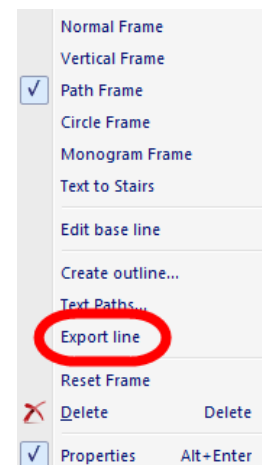 Normal Frame
Vertical Frame
Path Frame
Circle Frame
Monogram Frame
Text to Stairs
Edit base line
Create outline...
Text Paths...
Export line
Reset Frame
Delete Delete
Properties Alt+Enter